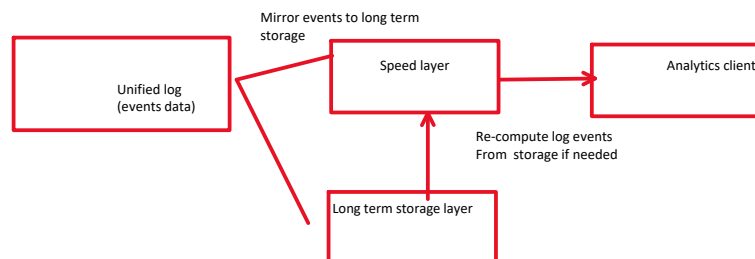 Mirror events to long term
storage
Unified log
(events data)
Speed layer
Analytics client
Re-compute log events
From storage if needed
Long term storage layer